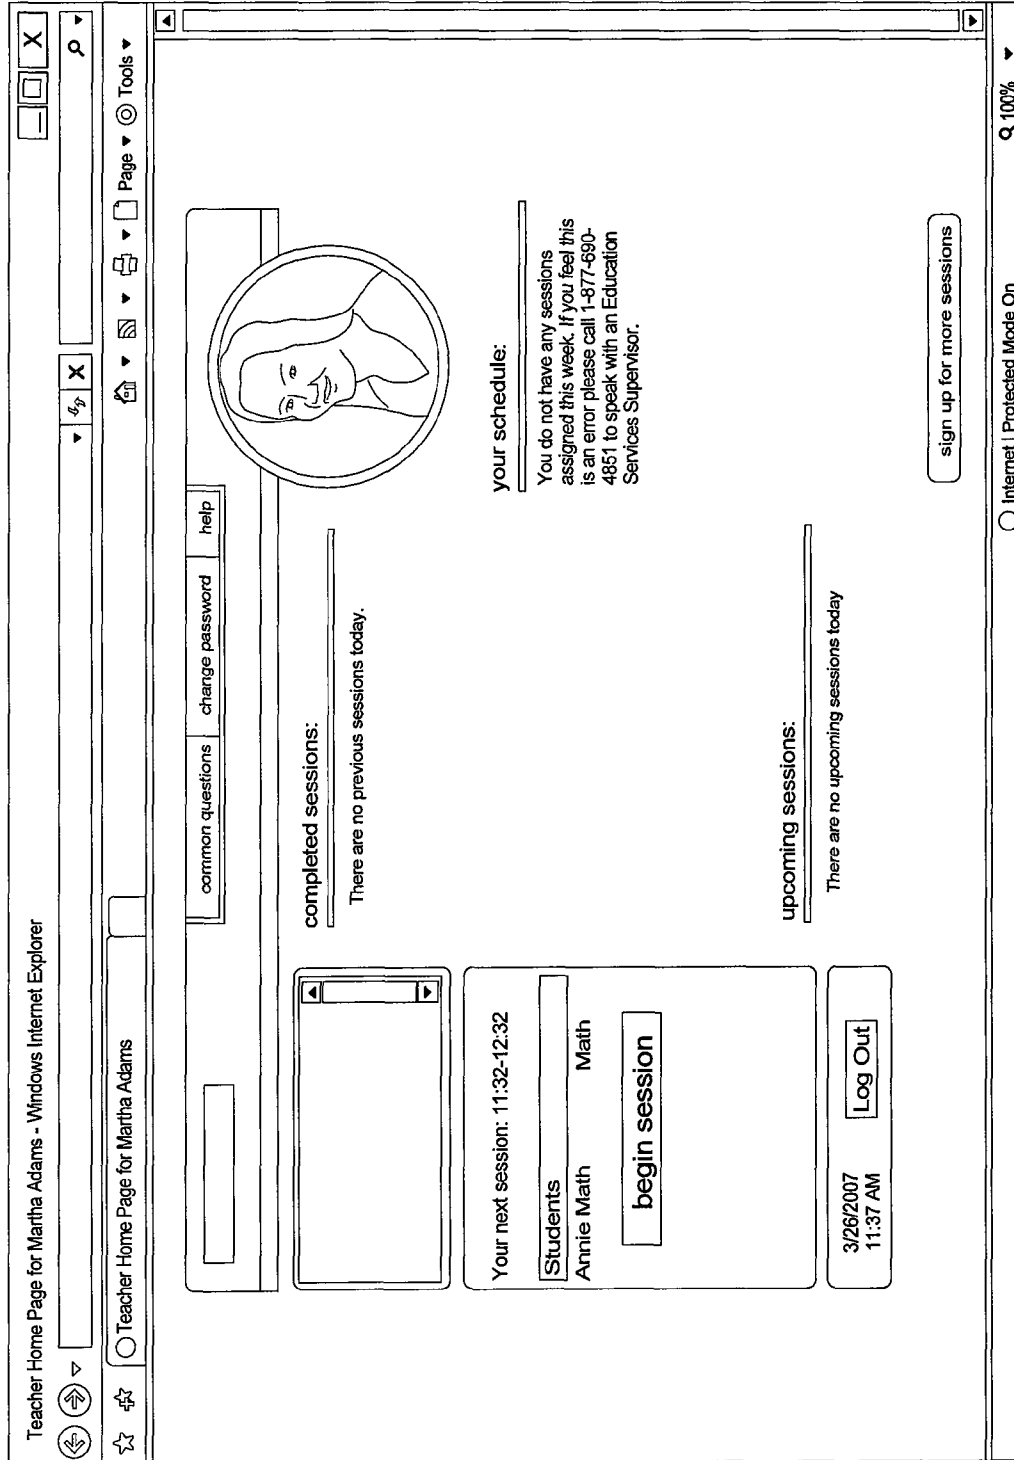 Teacher Home Page for Martha Adams - Windows Internet Explorer
X
X
Teacher Home Page for Martha Adams
Page
Tools
common questions
change password
help
completed sessions:
There are no previous sessions today.
your schedule:
You do not have any sessions
assigned this week. If you feel this
is an error please call 1-877-690-
4851 to speak with an Education
Services Supervisor.
Your next session: 11:32-12:32
Students
Annie Math Math
begin session
upcoming sessions:
There are no upcoming sessions today
3/26/2007
11:37 AM
Log Out
sign up for more sessions
Internet | Protected Mode On
100%